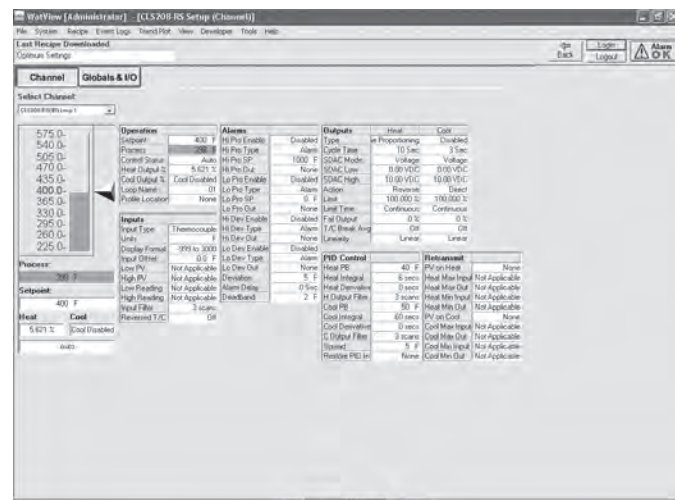 WatView [Administrator] - [CLS208-RS Setup (Channel)]
File System Recipe Event Logs Trend Plot View Developer Tools Help
Last Recipe Downloaded
Optimum Settings
Back
Login
Logout
Alarm
OK
Channel
Globals & I/O
Select Channel:
575.0-
540.0-
505.0-
470.0-
435.0-
400.0-
365.0-
330.0-
295.0-
260.0-
225.0-
Process:
Setpoint:
400 F
Heat Cool
5.621 % Cool Disabled
Auto
Operation
Setpoint 400 F
Process
Control Status Auto
Heat Output % 5.621 %
Cool Output % Cool Disabled
Loop Name 01
Profile Location None
Inputs
Input Type Thermocouple
Units F
Display Format -999 to 3000
Input Offset 0.0 F
Low PV Not Applicable
High PV Not Applicable
Low Reading Not Applicable
High Reading Not Applicable
Input Filter 3 scans
Reversed T/C Off
Alarms
Hi Pro Enable Disabled
Hi Pro Type Alarm
Hi Pro SP 1000 F
Hi Pro Out None
Lo Pro Enable Disabled
Lo Pro Type Alarm
Lo Pro SP 0 F
Lo Pro Out None
Hi Dev Enable Disabled
Hi Dev Type Alarm
Hi Dev Out None
Lo Dev Enable Disabled
Lo Dev Type Alarm
Lo Dev Out None
Deviation 5 F
Alarm Delay 0 Sec
Deadband 2 F
Outputs Heat Cool
Type e Proportioning Disabled
Cycle Time 10 Sec 3 Sec
SDAC Mode Voltage Voltage
SDAC Low 0.00 VDC 0.00 VDC
SDAC High 10.00 VDC 10.00 VDC
Action Reverse Direct
Limit 100.000 % 100.000 %
Limit Time Continuous Continuous
Fail Output 0 % 0 %
T/C Break Avg Off Off
Linearity Linear Linear
PID Control
Heat PB 40 F
Heat Integral 6 secs
Heat Derivative 0 secs
H Output Filter 3 scans
Cool PB 50 F
Cool Integral 60 secs
Cool Derivative 0 secs
C Output Filter 3 scans
Spread 5 F
Restore PID In None
Retransmit
PV on Heat None
Heat Max Input Not Applicable
Heat Max Out Not Applicable
Heat Min Input Not Applicable
Heat Min Out Not Applicable
PV on Cool None
Cool Max Input Not Applicable
Cool Max Out Not Applicable
Cool Min Input Not Applicable
Cool Min Out Not Applicable